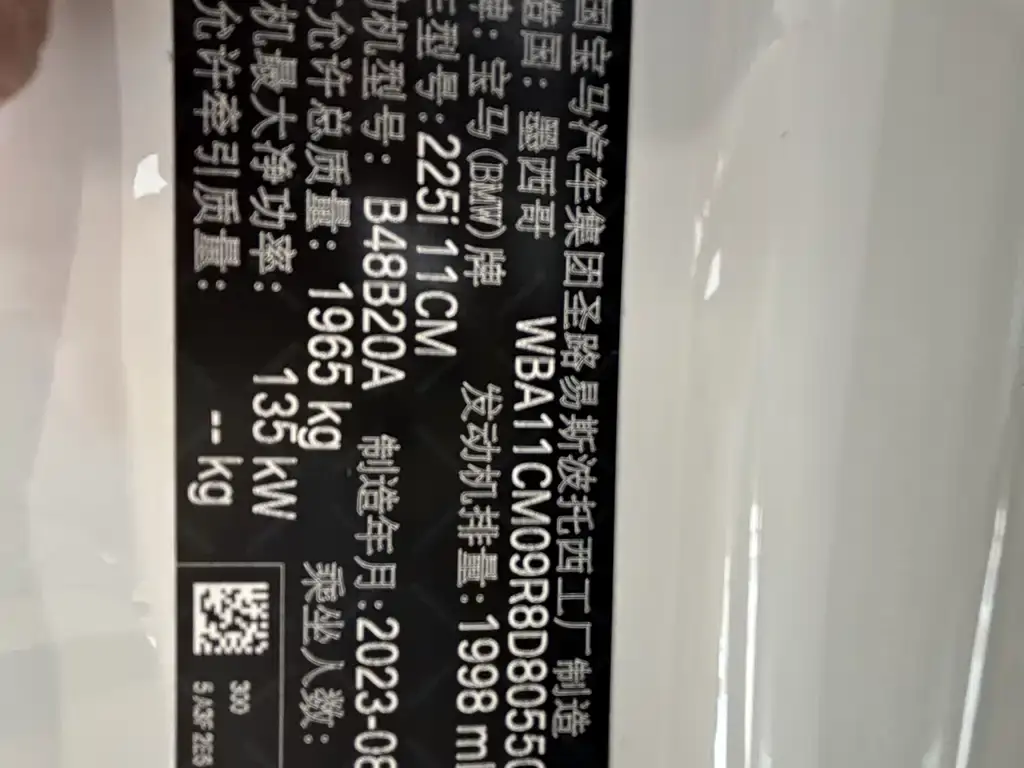 国宝马汽车集团圣路易斯波托西工厂制造
造国: 墨西哥 WBA11CM09R8D8055
牌: 宝马(BMW)牌 发动机排量: 1998 ml
车型号: 225i 11CM
动机型号: B48B20A 制造年月: 2023-08
允许总质量: 1965 kg 乘坐人数:
机最大净功率: 135 kW
允许牵引质量: -- kg
300
5 A3F 2E6